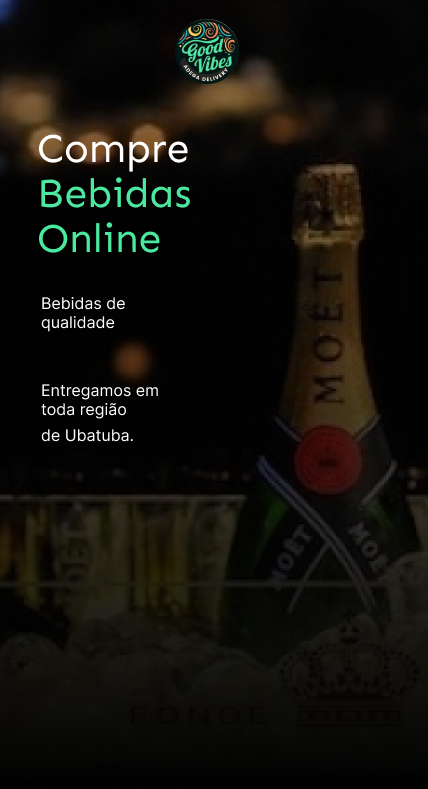 Good
Vibes
ADEGA DELIVERY
Compre
Bebidas
Online
Bebidas de
qualidade
Entregamos em
toda região
de Ubatuba.
MOËT
MOËT
MOËT
FONDÉ